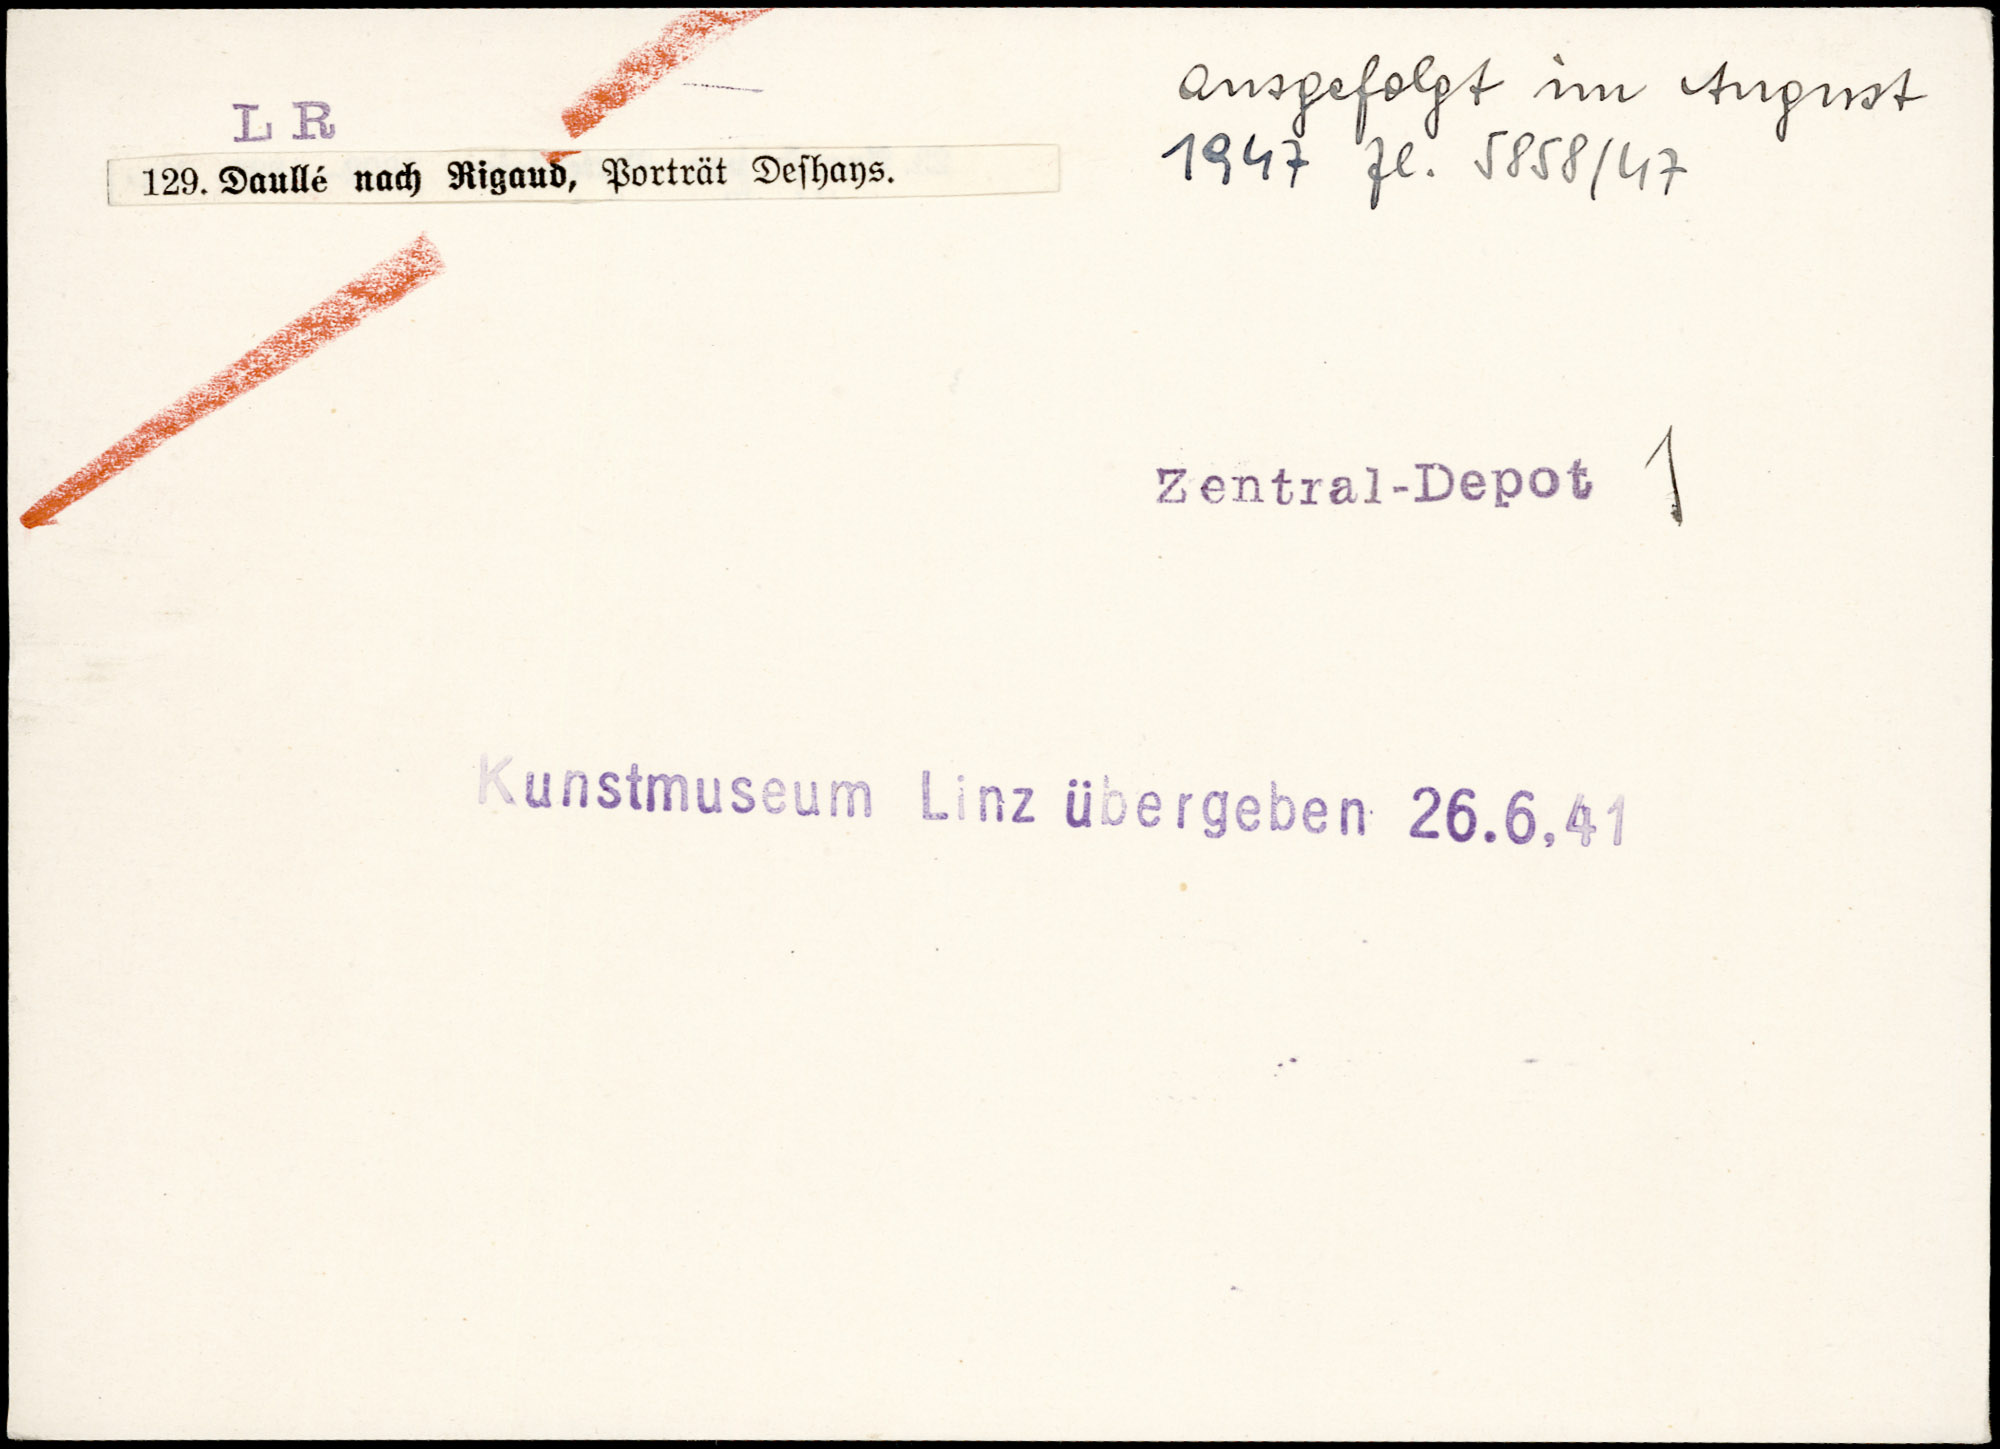 ausgefolgt im August
1947 Zl. 5858/47
L R
129. Daullé nach Rigaud, Porträt Deſhays.
Zentral-Depot
Kunstmuseum Linz übergeben 26.6.41